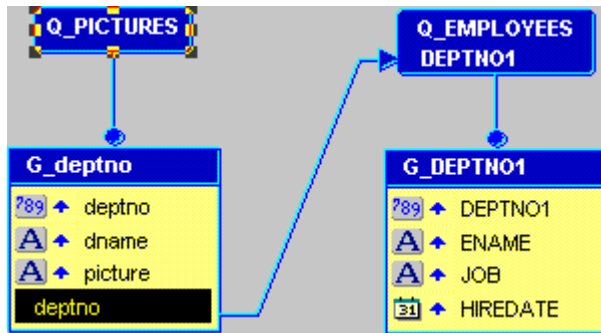 Q_PICTURES
Q_EMPLOYEES
DEPTNO1
G_deptno
789 deptno
A dname
A picture
deptno
G_DEPTNO1
789 DEPTNO1
A ENAME
A JOB
31 HIREDATE